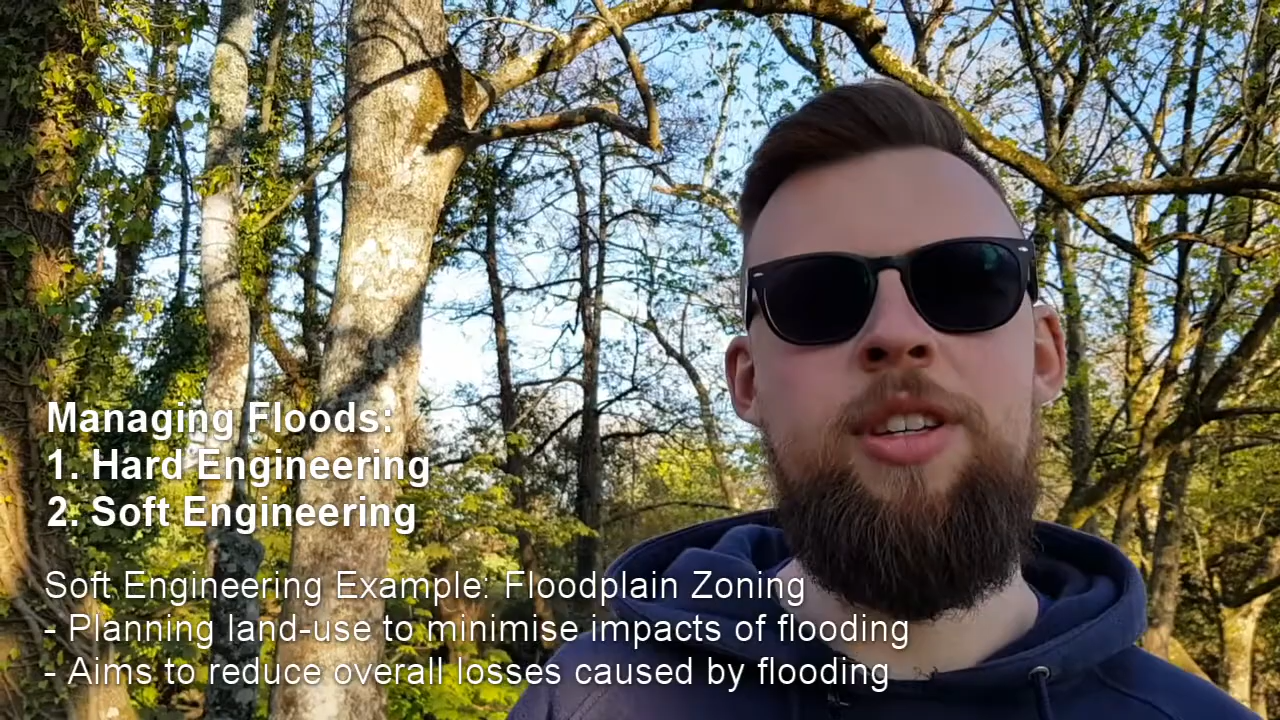 Managing Floods:
1. Hard Engineering
2. Soft Engineering
Soft Engineering Example: Floodplain Zoning
- Planning land-use to minimise impacts of flooding
- Aims to reduce overall losses caused by flooding